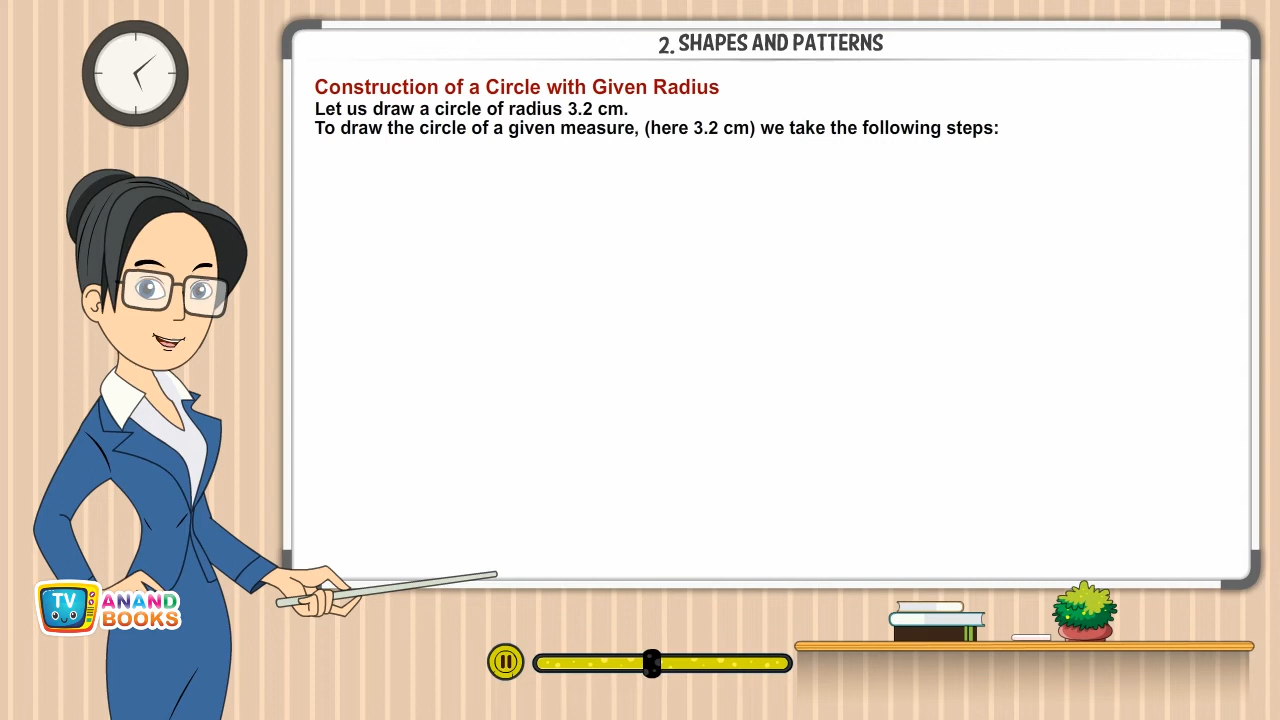 2. SHAPES AND PATTERNS
Construction of a Circle with Given Radius
Let us draw a circle of radius 3.2 cm.
To draw the circle of a given measure, (here 3.2 cm) we take the following steps:
TV
ANAND
BOOKS